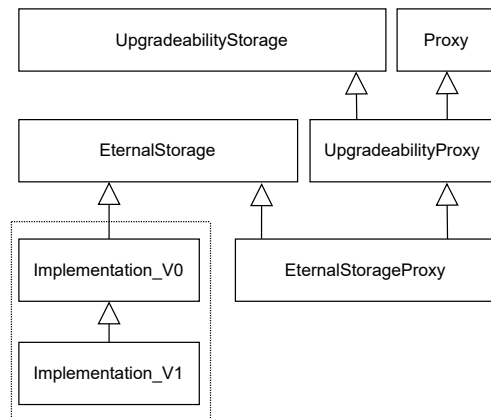 UpgradeabilityStorage
Proxy
EternalStorage
UpgradeabilityProxy
Implementation_V0
EternalStorageProxy
Implementation_V1